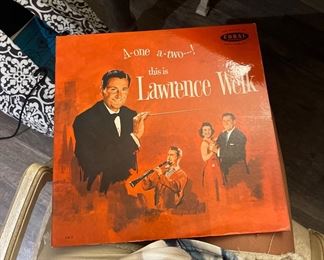 CORAL
A-one a-two—!
this is
Lawrence Welk